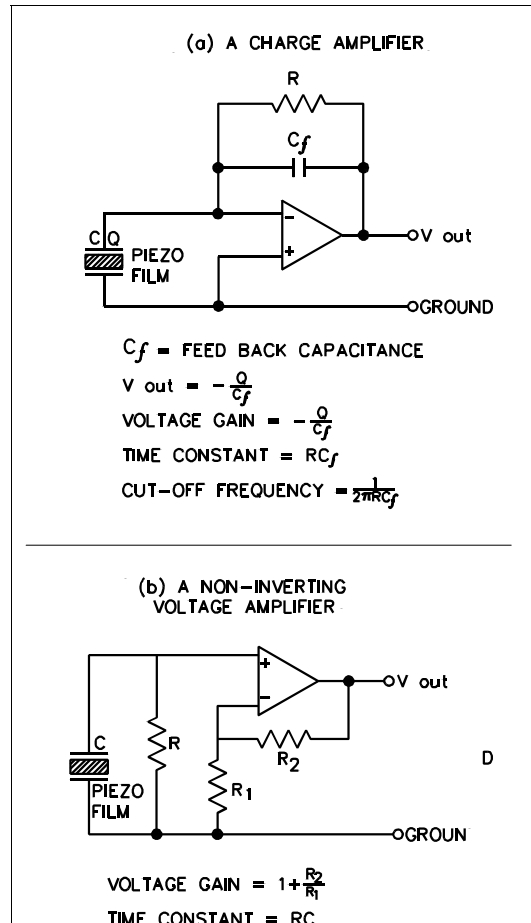 (a) A CHARGE AMPLIFIER
R
Cf
−
+
V out
C Q
PIEZO
FILM
GROUND
Cf = FEED BACK CAPACITANCE
V out = −Q/Cf
VOLTAGE GAIN = −Q/Cf
TIME CONSTANT = RCf
CUT-OFF FREQUENCY = 1/2πRCf
(b) A NON-INVERTING
VOLTAGE AMPLIFIER
+
−
V out
C
R
R2
D
PIEZO
FILM
R1
GROUN
VOLTAGE GAIN = 1+R2/R1
TIME CONSTANT = RC